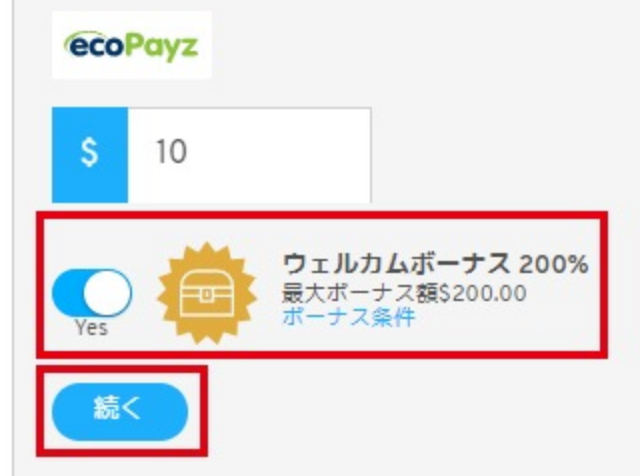 ecoPayz
$ 10
ウェルカムボーナス 200%
最大ボーナス額$200.00
ボーナス条件
Yes
続く